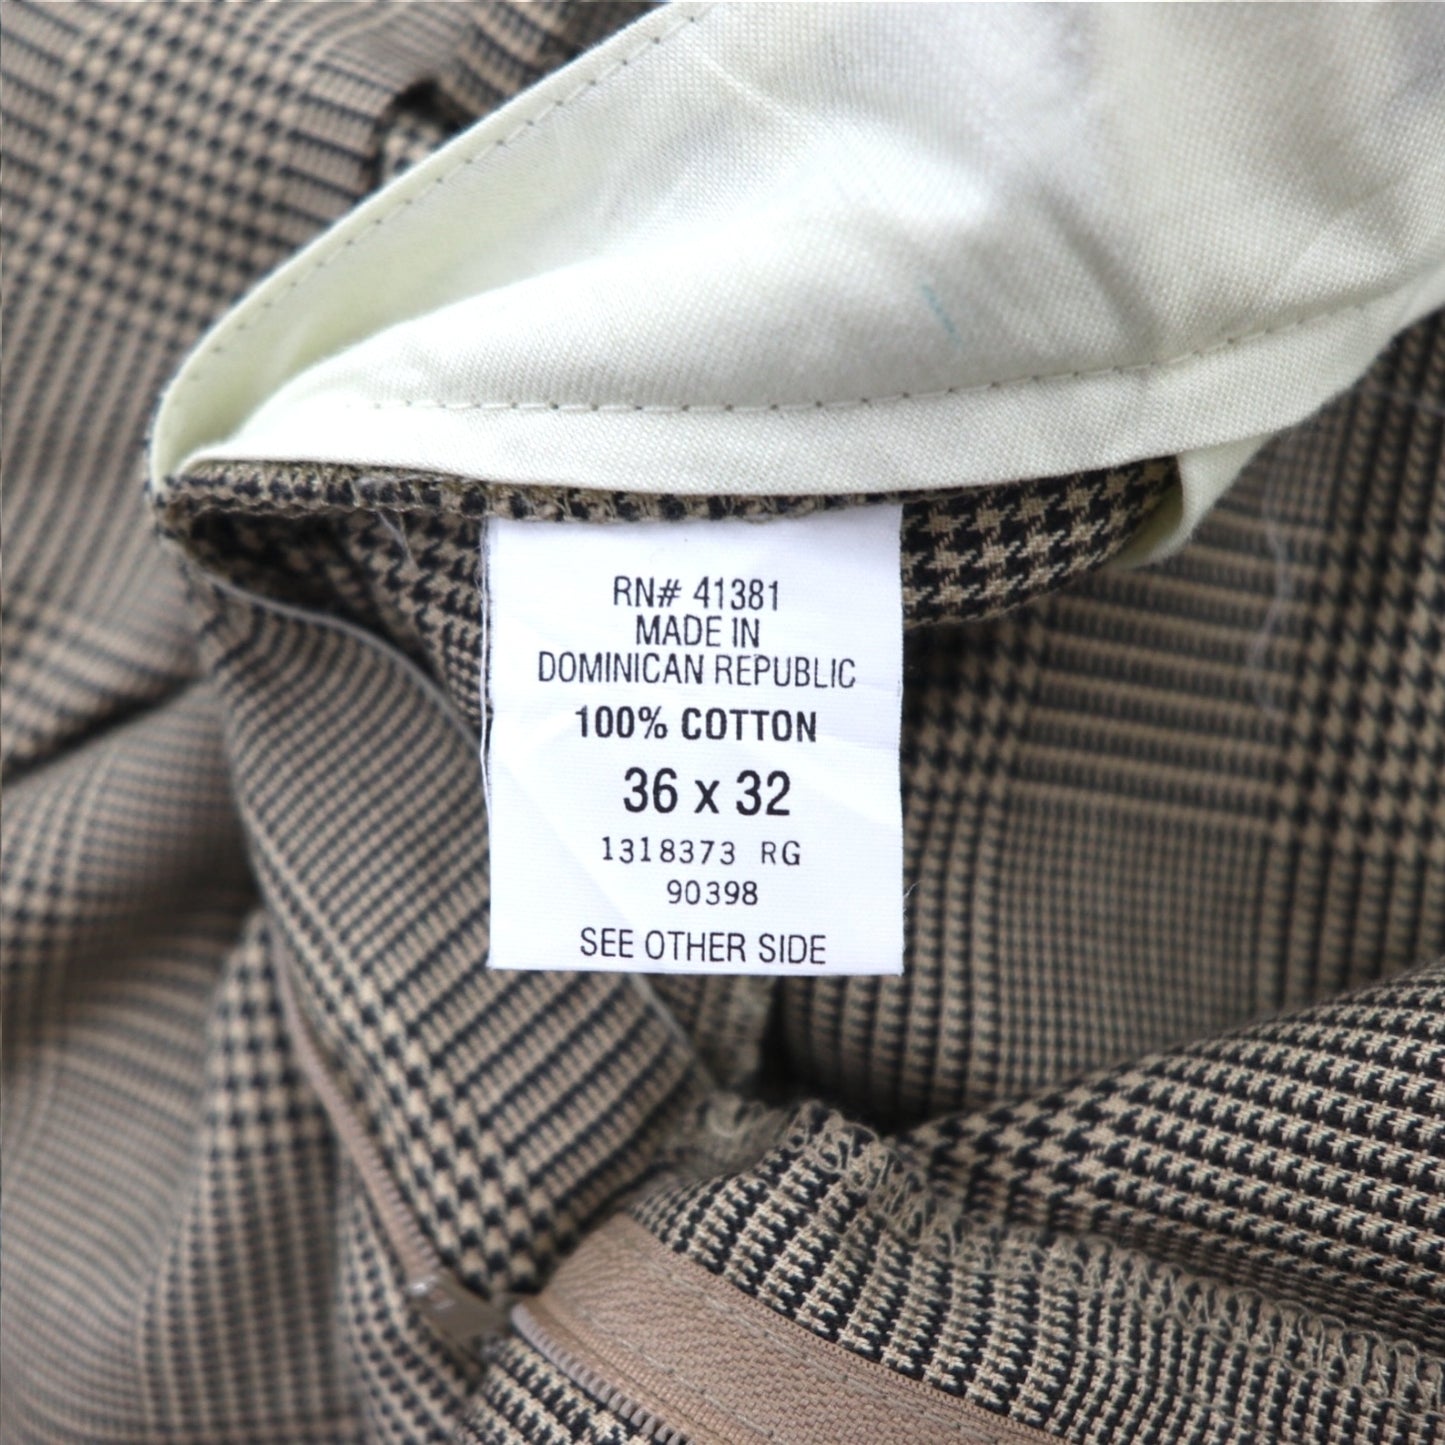 RN# 41381
MADE IN
DOMINICAN REPUBLIC
100% COTTON
36 x 32
1318373 RG
90398
SEE OTHER SIDE